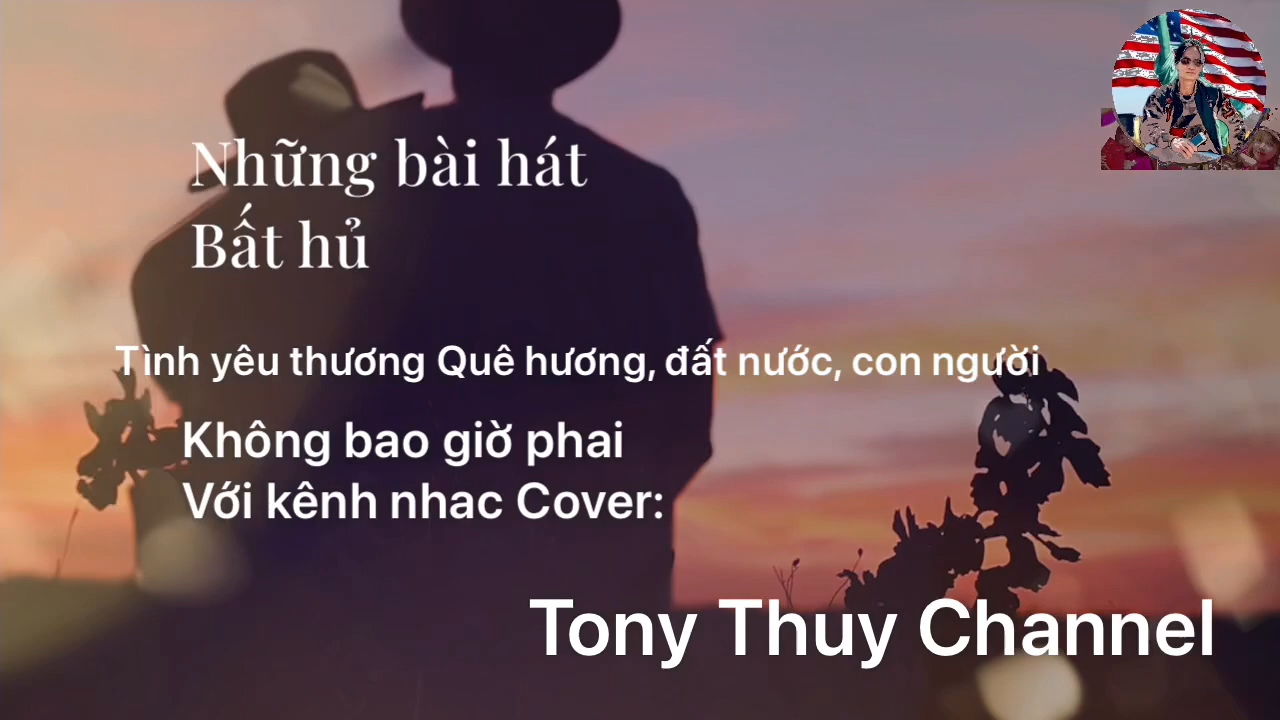 Những bài hát
Bất hủ
Tình yêu thương Quê hương, đất nước, con người
Không bao giờ phai
Với kênh nhac Cover:
Tony Thuy Channel